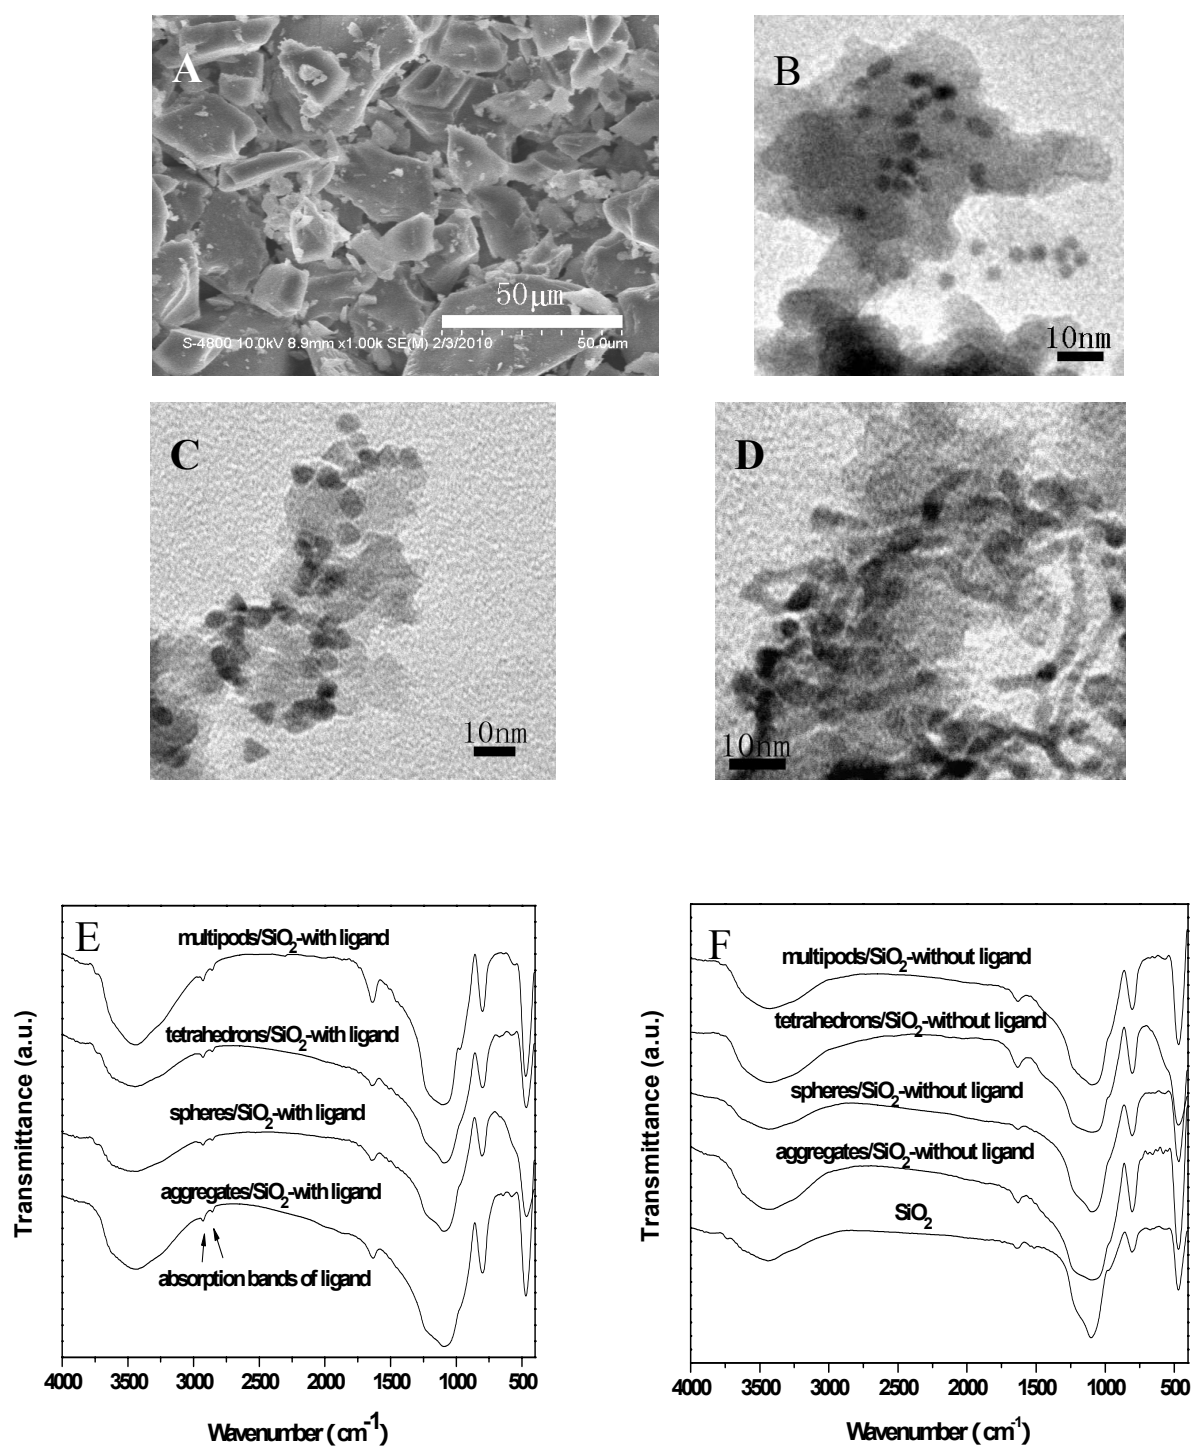 A
50μm
S-4800 10.0kV 8.9mm x1.00k SE(M) 2/3/2010 50.0um
B
10nm
C
10nm
D
10nm
E
multipods/SiO2-with ligand
tetrahedrons/SiO2-with ligand
spheres/SiO2-with ligand
aggregates/SiO2-with ligand
absorption bands of ligand
Transmittance (a.u.)
4000 3500 3000 2500 2000 1500 1000 500
Wavenumber ( cm-1)
F
multipods/SiO2-without ligand
tetrahedrons/SiO2-without ligand
spheres/SiO2-without ligand
aggregates/SiO2-without ligand
SiO2
Transmittance (a.u.)
4000 3500 3000 2500 2000 1500 1000 500
Wavenumber ( cm-1)